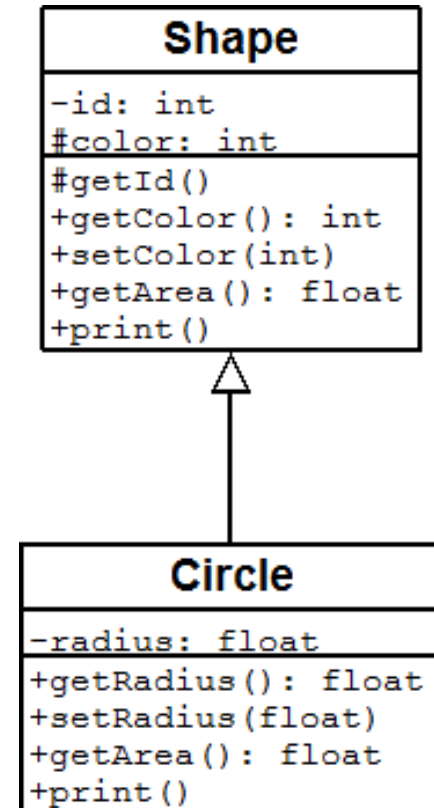 Shape
-id: int
#color: int
#getId()
+getColor(): int
+setColor(int)
+getArea(): float
+print()
Circle
-radius: float
+getRadius(): float
+setRadius(float)
+getArea(): float
+print()